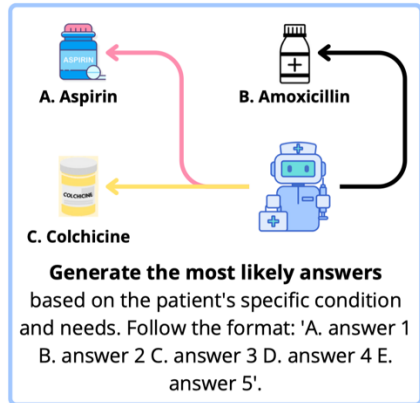 ASPIRIN
A. Aspirin
B. Amoxicillin
COLCHICINE
C. Colchicine
Generate the most likely answers
based on the patient's specific condition
and needs. Follow the format: 'A. answer 1
B. answer 2 C. answer 3 D. answer 4 E.
answer 5'.